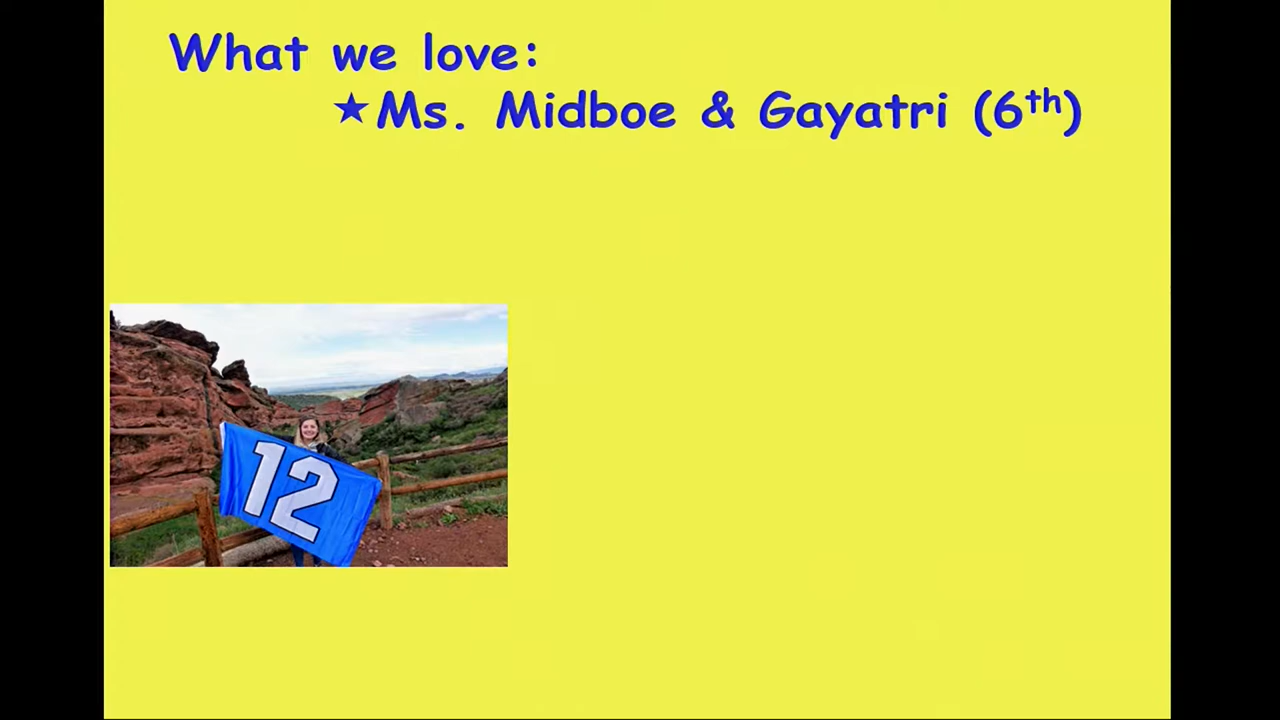 What we love:
★Ms. Midboe & Gayatri (6th)
12